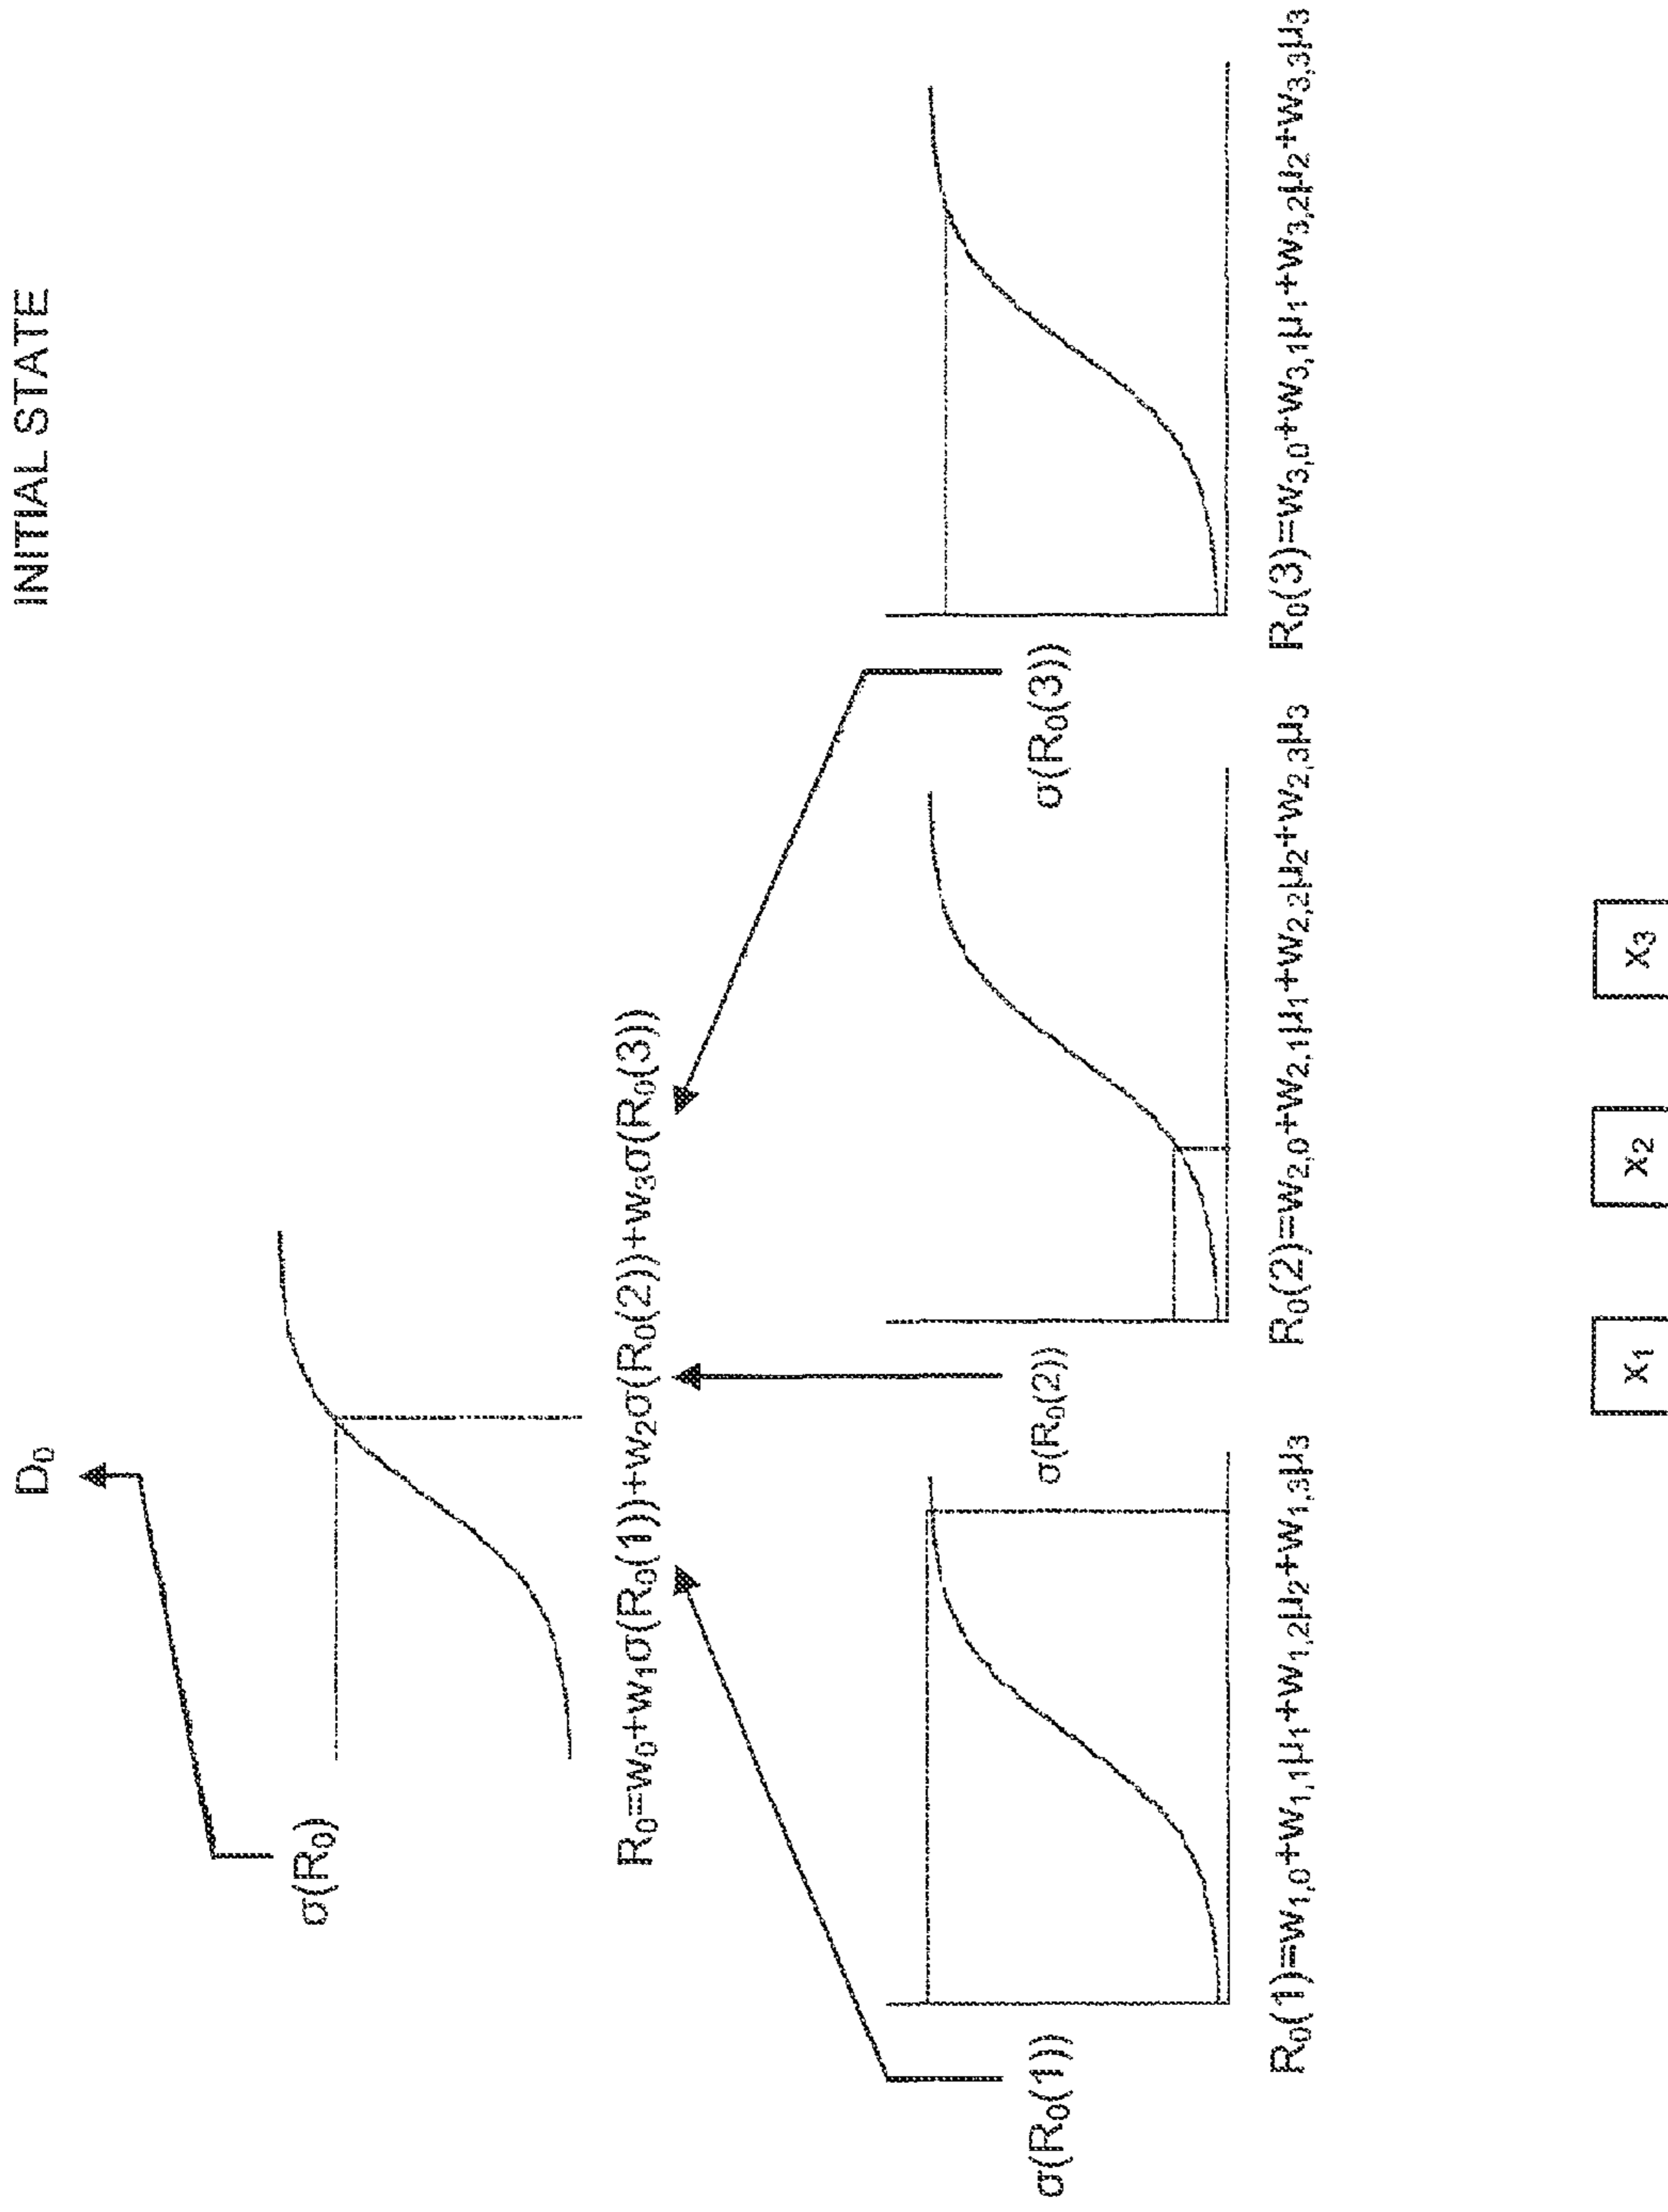 INITIAL STATE
D₀
σ(R₀)
R₀=w₀+w₁σ(R₀(1))+w₂σ(R₀(2))+w₃σ(R₀(3))
σ(R₀(1))
σ(R₀(2))
σ(R₀(3))
R₀(1)=w₁,₀+w₁,₁μ₁+w₁,₂μ₂+w₁,₃μ₃
R₀(2)=w₂,₀+w₂,₁μ₁+w₂,₂μ₂+w₂,₃μ₃
R₀(3)=w₃,₀+w₃,₁μ₁+w₃,₂μ₂+w₃,₃μ₃
x₁
x₂
x₃